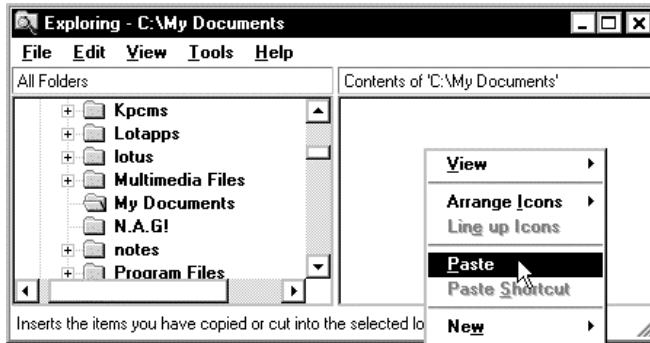 Exploring - C:\My Documents
File Edit View Tools Help
All Folders
Contents of 'C:\My Documents'
Kpcms
Lotapps
lotus
Multimedia Files
My Documents
N.A.G!
notes
Program Files
View
Arrange Icons
Line up Icons
Paste
Paste Shortcut
New
Inserts the items you have copied or cut into the selected lo